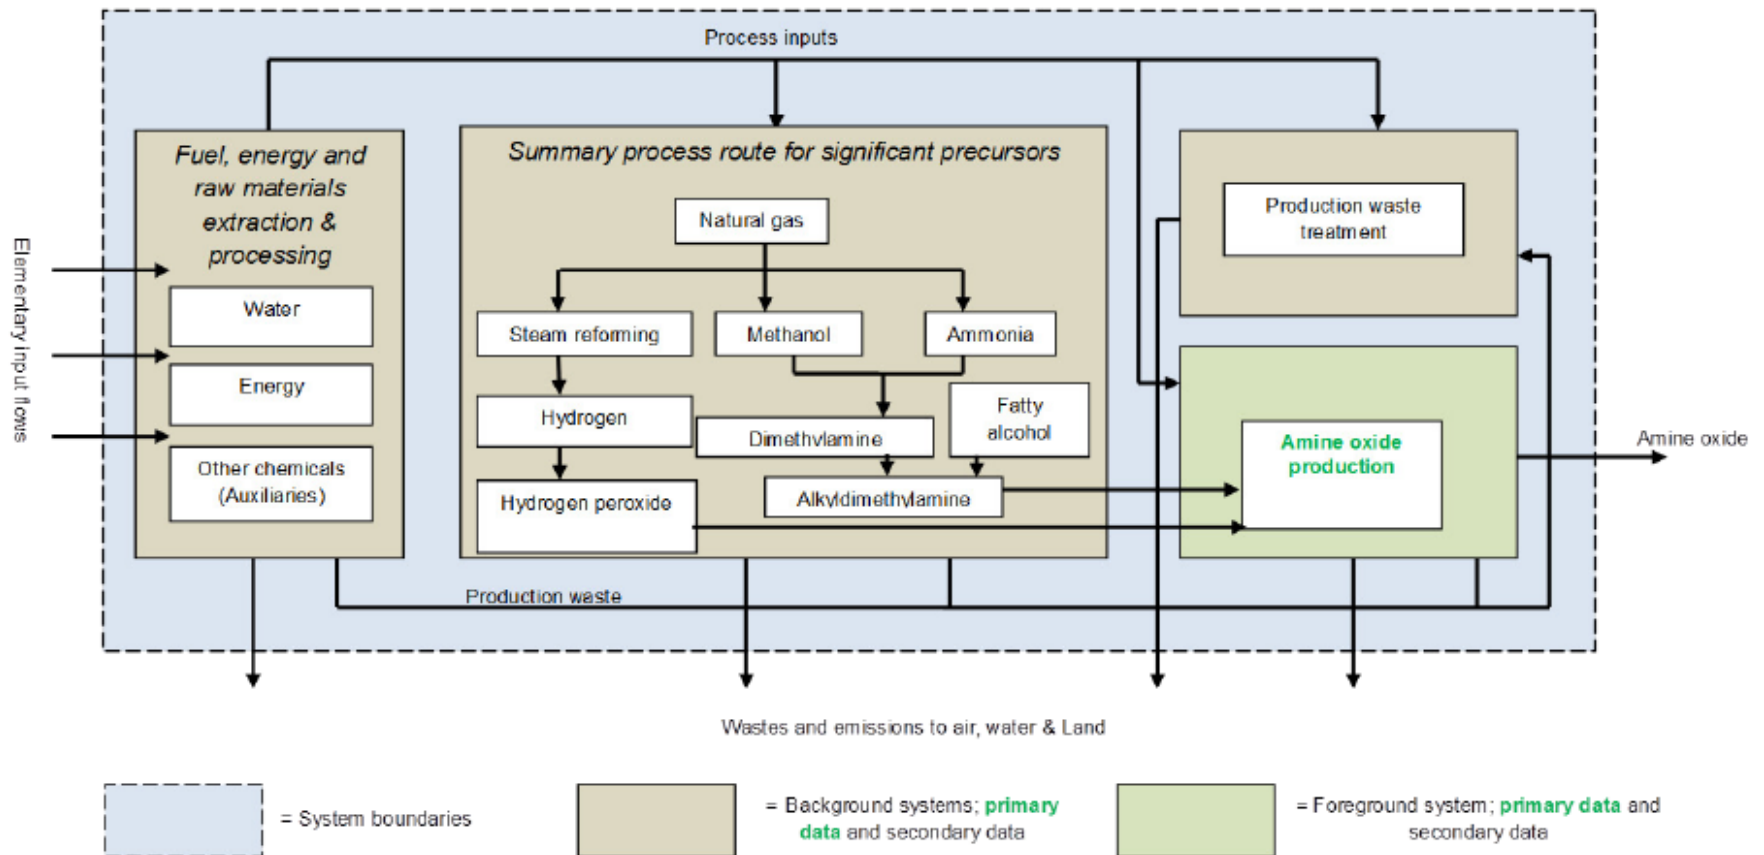 Process inputs
Fuel, energy and
raw materials
extraction &
processing
Water
Energy
Other chemicals
(Auxiliaries)
Elementary input flows
Summary process route for significant precursors
Natural gas
Steam reforming
Methanol
Ammonia
Hydrogen
Dimethylamine
Fatty
alcohol
Hydrogen peroxide
Alkyldimethylamine
Production waste
treatment
Amine oxide
production
Amine oxide
Production waste
Wastes and emissions to air, water & Land
= System boundaries
= Background systems; primary
data and secondary data
= Foreground system; primary data and
secondary data